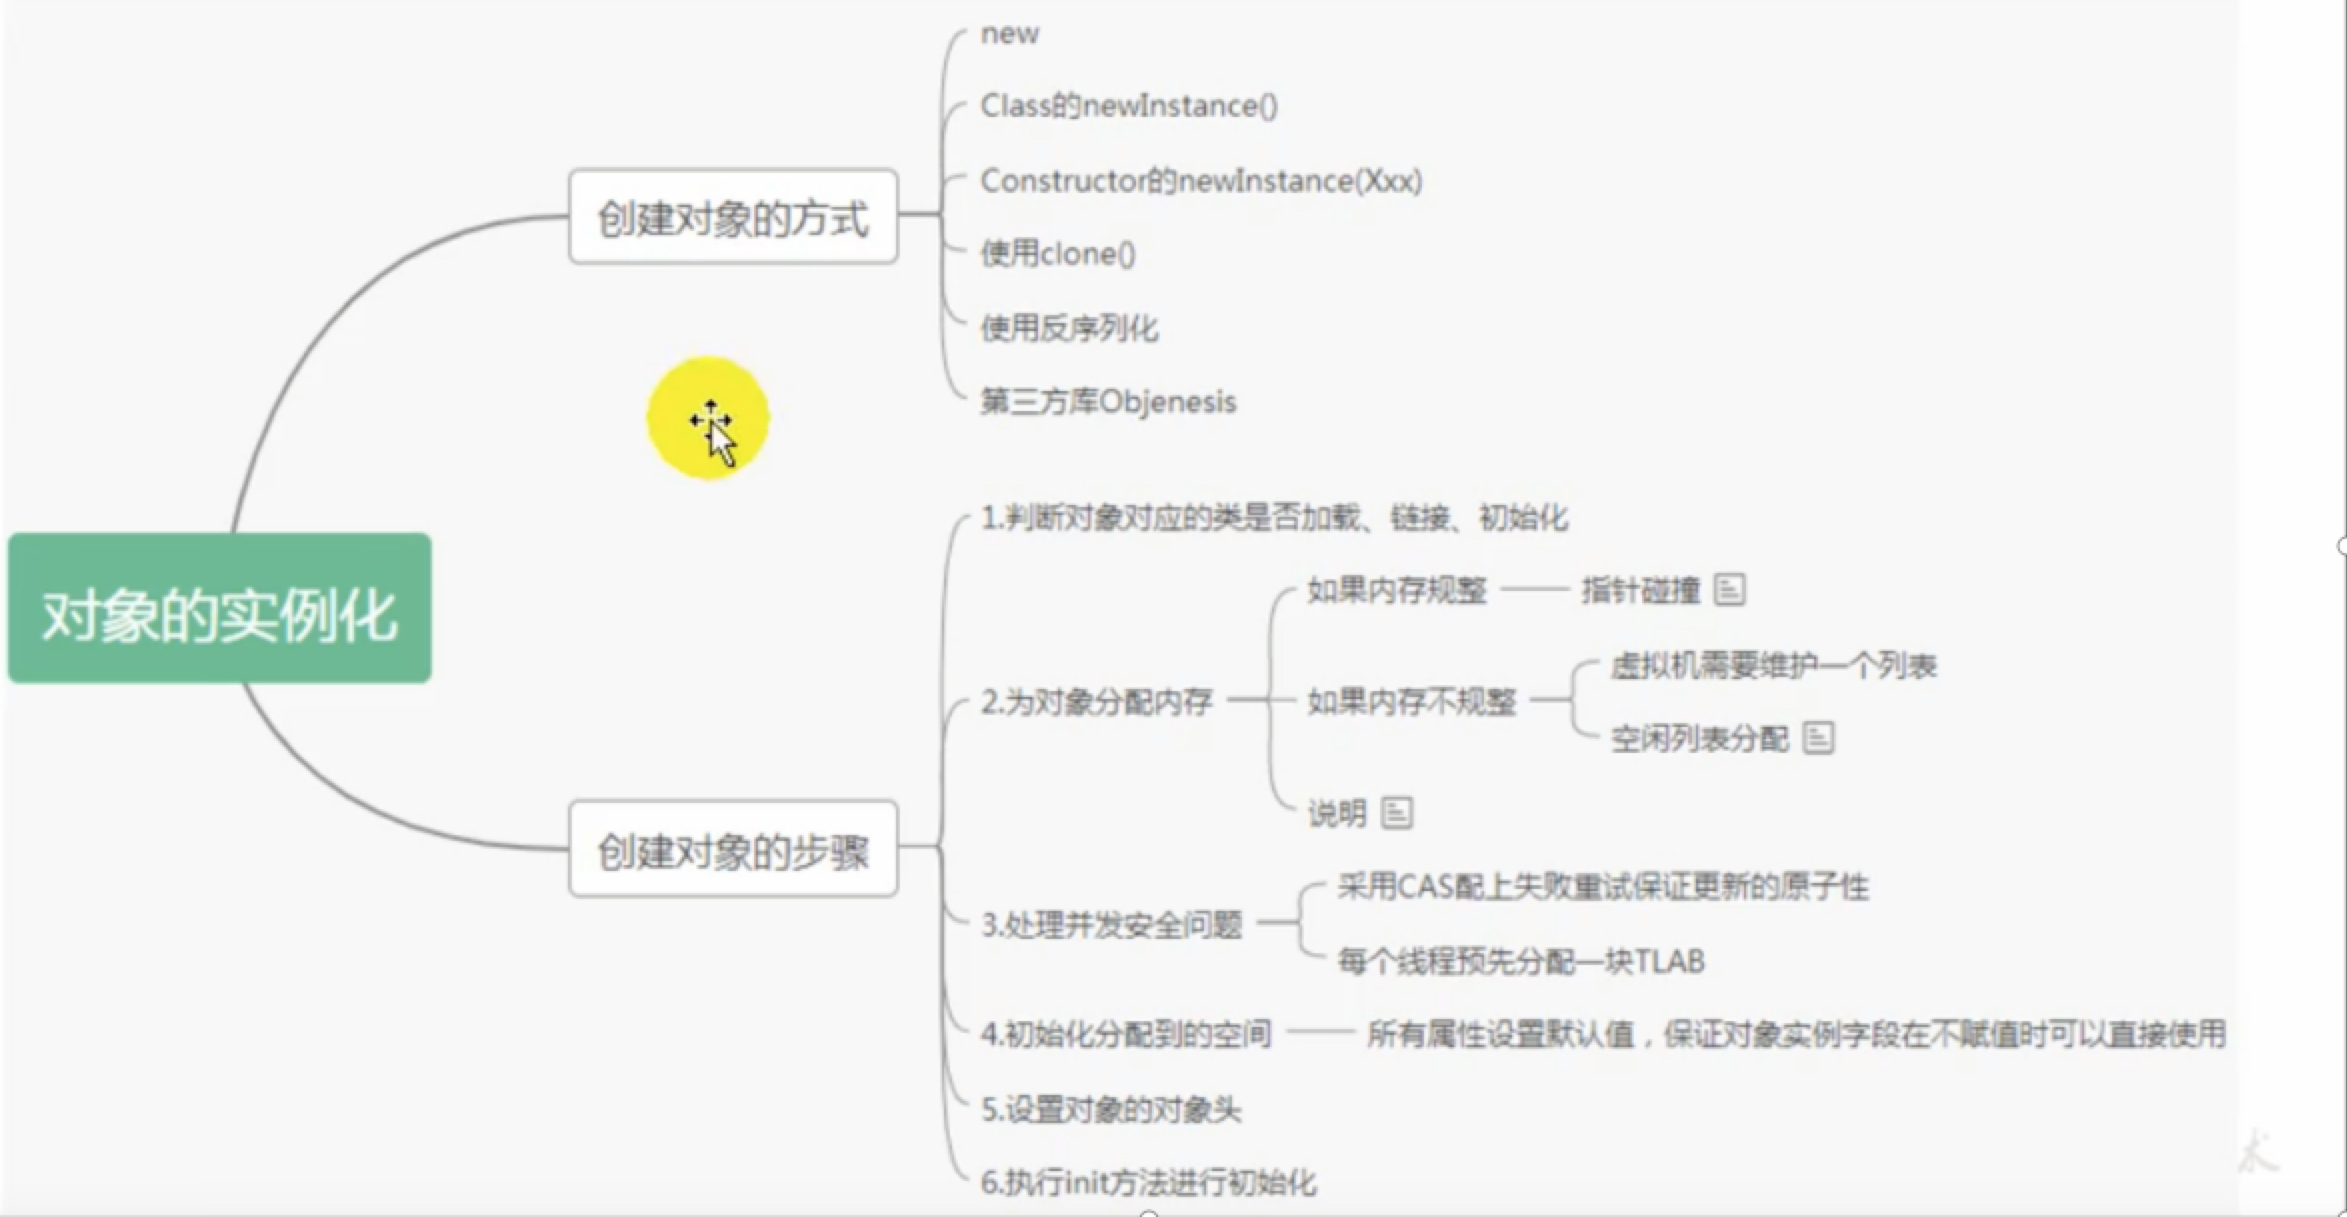 new
Class的newInstance()
Constructor的newInstance(Xxx)
创建对象的方式
使用clone()
使用反序列化
第三方库Objenesis
对象的实例化
1.判断对象对应的类是否加载、链接、初始化
如果内存规整
指针碰撞
虚拟机需要维护一个列表
2.为对象分配内存
如果内存不规整
空闲列表分配
说明
创建对象的步骤
采用CAS配上失败重试保证更新的原子性
3.处理并发安全问题
每个线程预先分配一块TLAB
4.初始化分配到的空间
所有属性设置默认值，保证对象实例字段在不赋值时可以直接使用
5.设置对象的对象头
6.执行init方法进行初始化
术